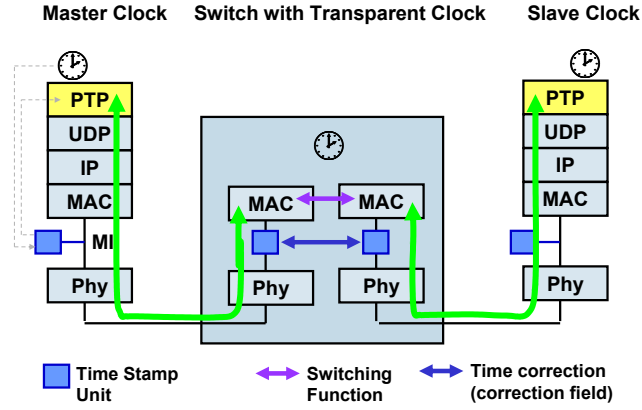 Master Clock
Switch with Transparent Clock
Slave Clock
PTP
UDP
IP
MAC
MI
Phy
MAC
MAC
Phy
Phy
PTP
UDP
IP
MAC
Phy
Time Stamp
Unit
Switching
Function
Time correction
(correction field)